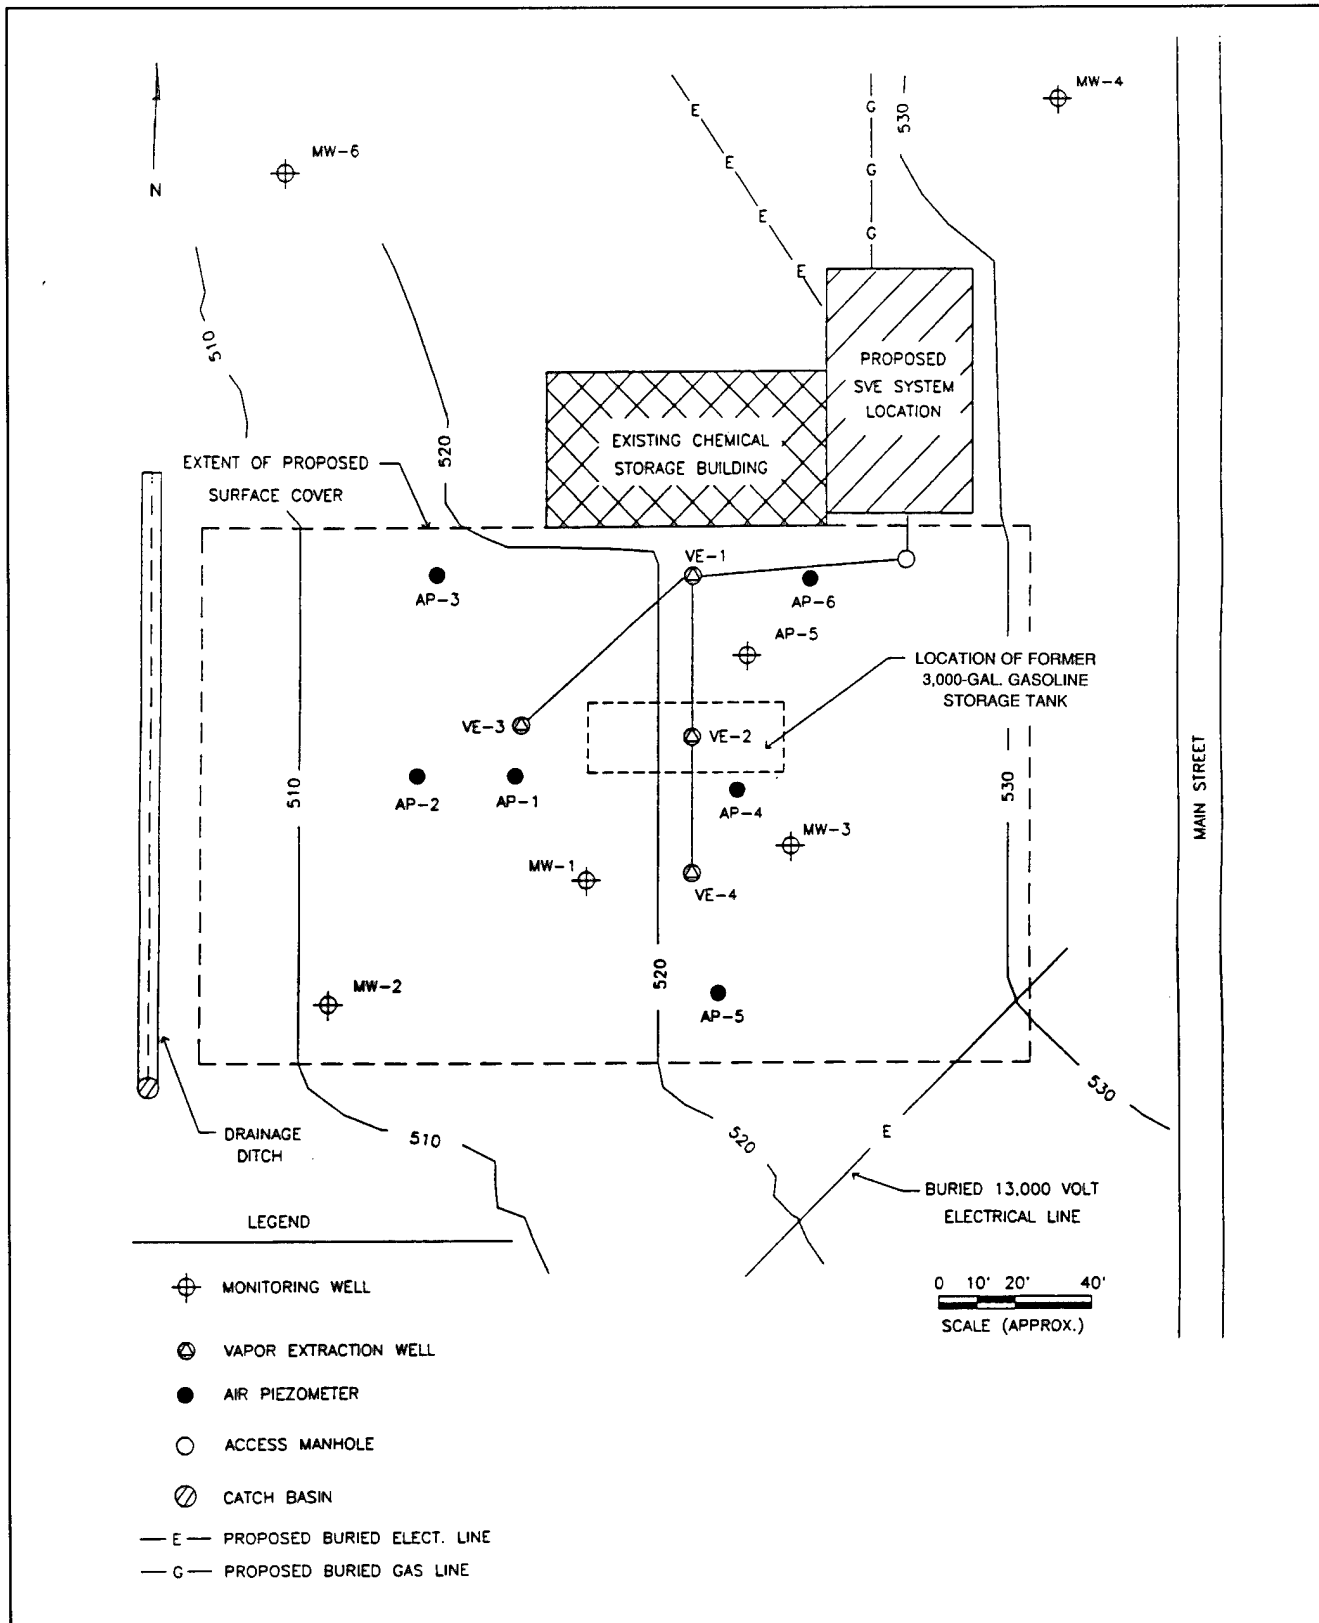 MW-4
530
G
E
MW-6
E
G
N
E
G
E
510
PROPOSED
SVE SYSTEM
LOCATION
EXISTING CHEMICAL
STORAGE BUILDING
520
EXTENT OF PROPOSED
SURFACE COVER
VE-1
AP-3
AP-6
AP-5
LOCATION OF FORMER
3,000-GAL. GASOLINE
STORAGE TANK
VE-3
VE-2
510
AP-2
AP-1
AP-4
530
MAIN STREET
MW-3
MW-1
VE-4
520
MW-2
AP-5
530
DRAINAGE
DITCH
510
520
E
BURIED 13,000 VOLT
ELECTRICAL LINE
LEGEND
MONITORING WELL
0 10' 20' 40'
SCALE (APPROX.)
VAPOR EXTRACTION WELL
AIR PIEZOMETER
ACCESS MANHOLE
CATCH BASIN
— E — PROPOSED BURIED ELECT. LINE
— G — PROPOSED BURIED GAS LINE